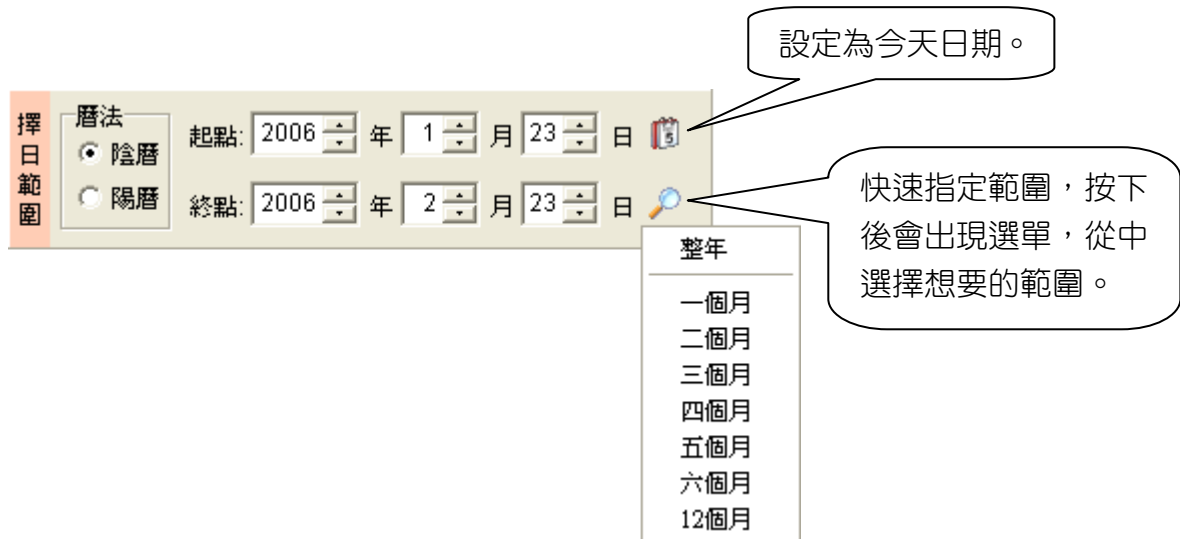 設定為今天日期。
擇日範圍
曆法
陰曆
陽曆
起點: 2006 年 1 月 23 日
終點: 2006 年 2 月 23 日
快速指定範圍，按下
後會出現選單，從中
選擇想要的範圍。
整年
一個月
二個月
三個月
四個月
五個月
六個月
12個月